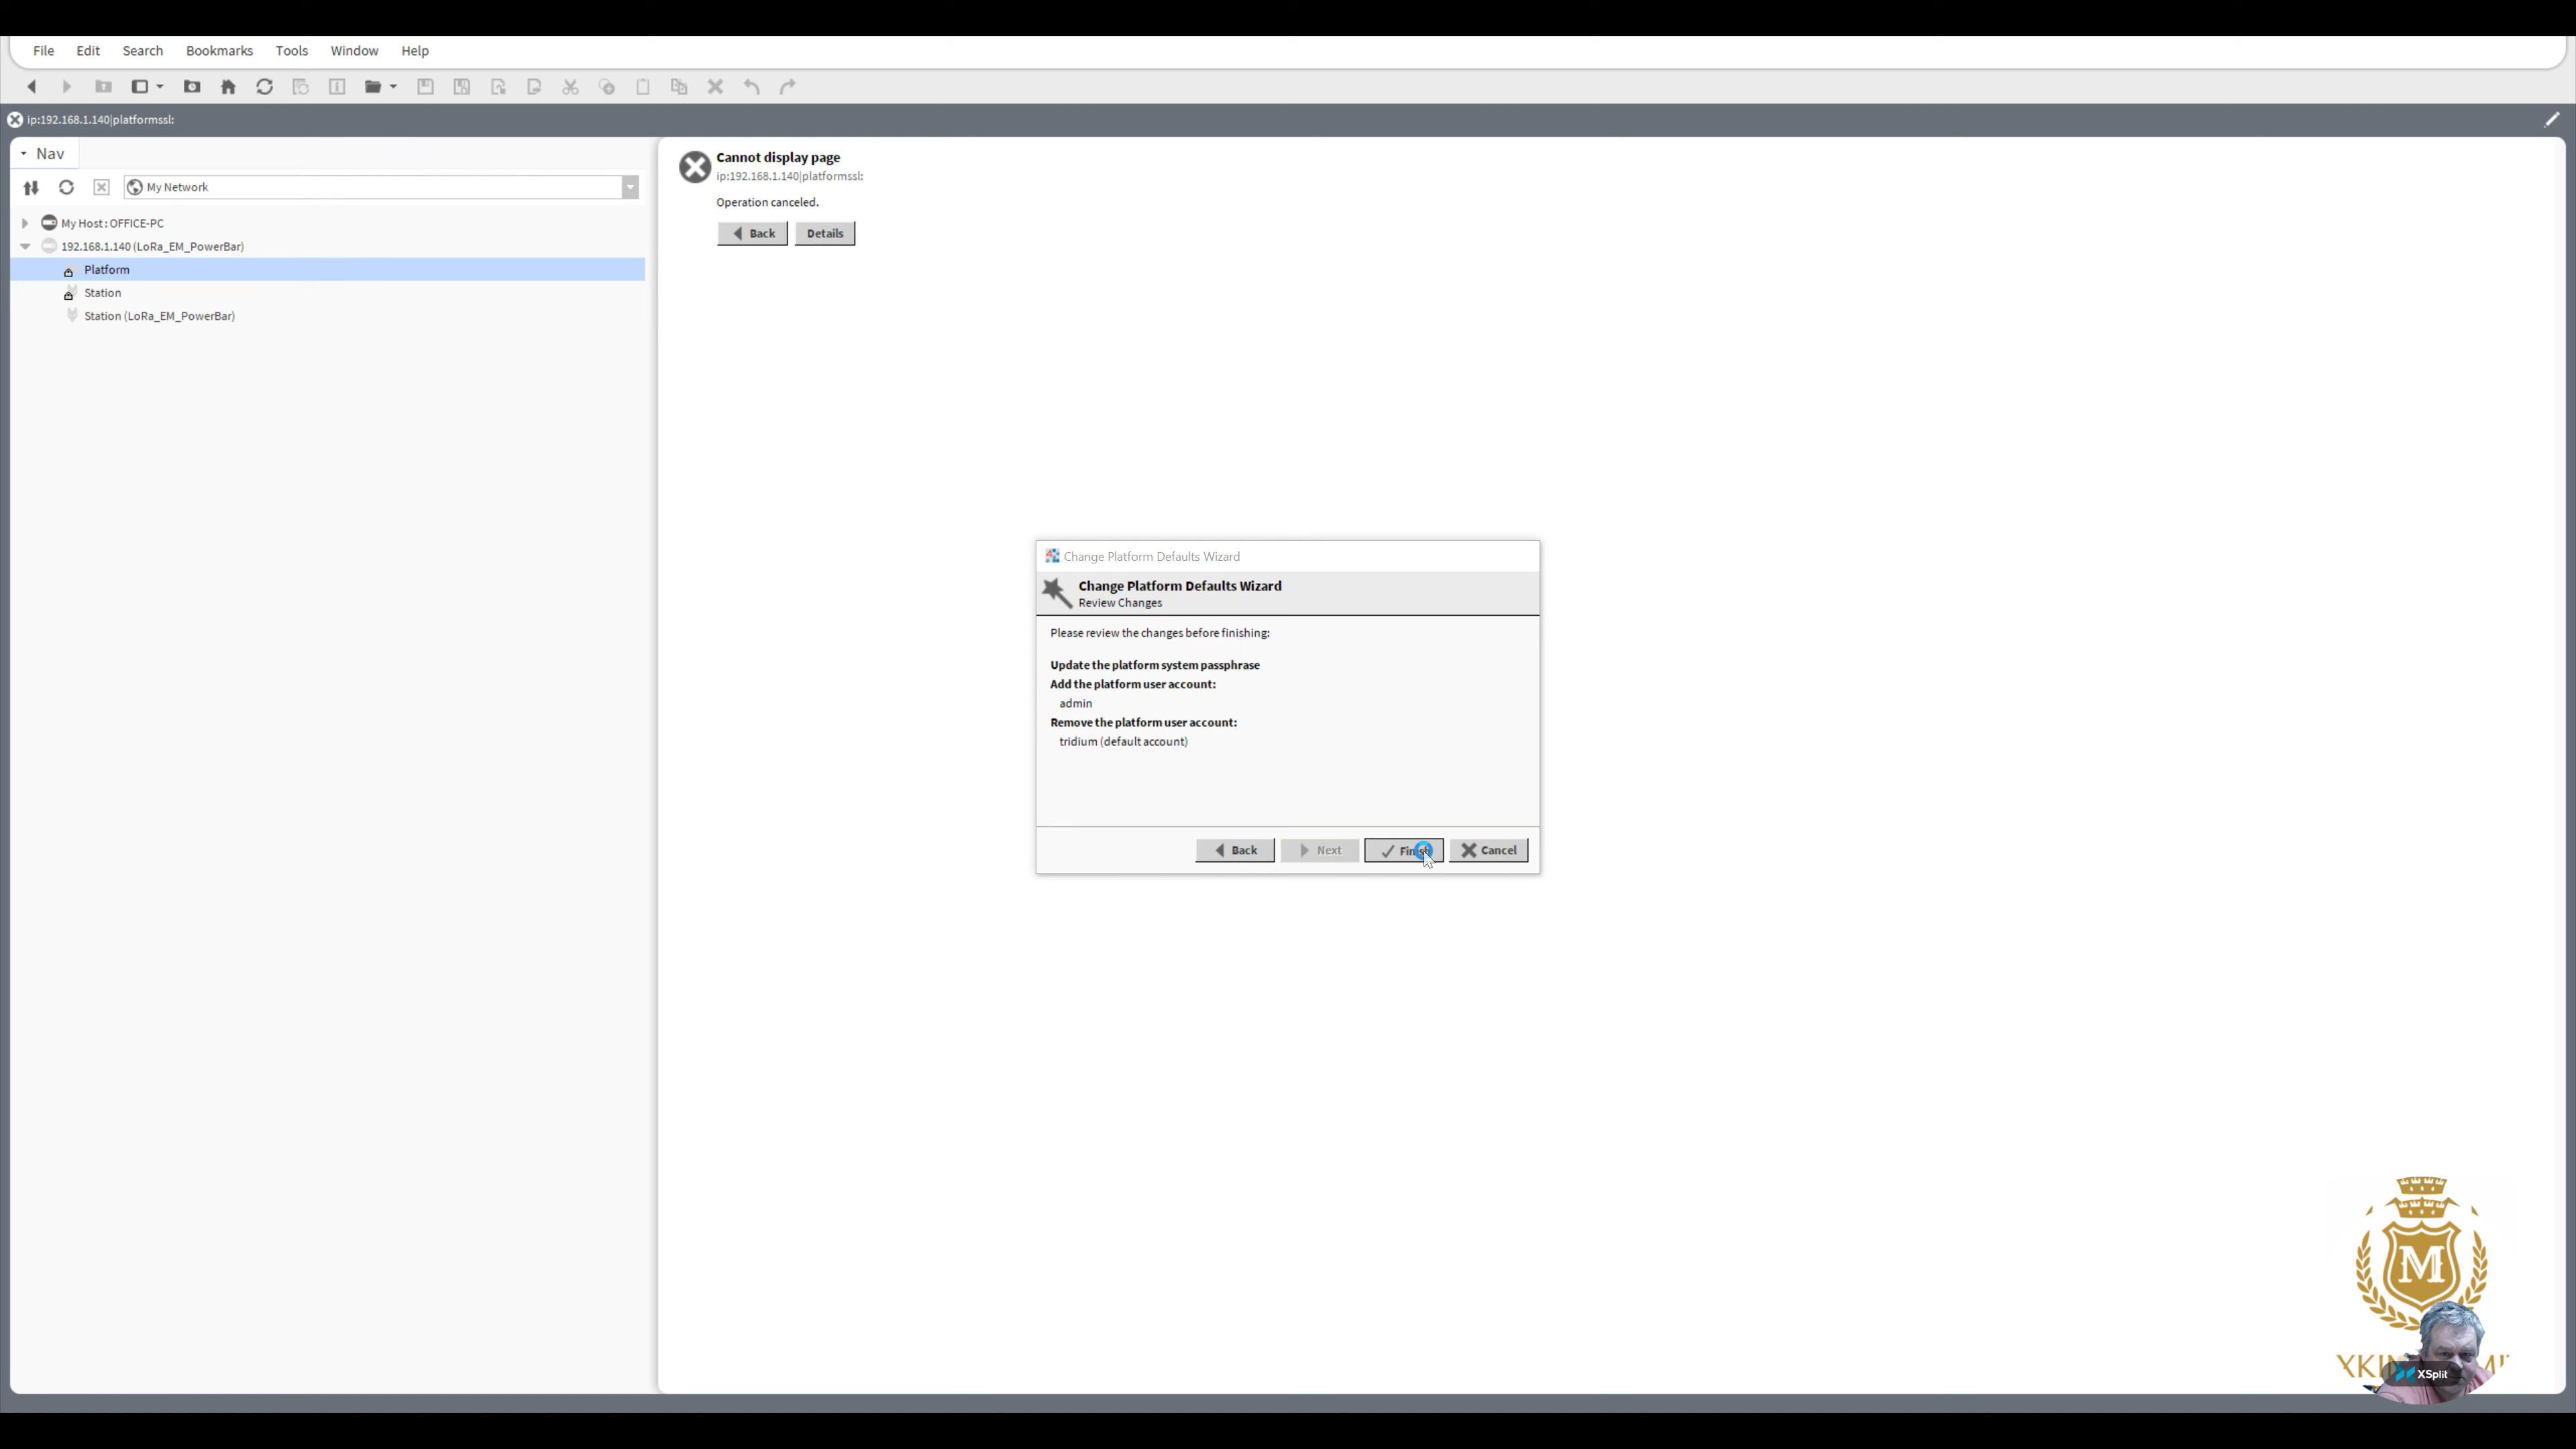 File Edit Search Bookmarks Tools Window Help
ip:192.168.1.140|platformssl:
Nav
My Network
My Host : OFFICE-PC
192.168.1.140 (LoRa_EM_PowerBar)
Platform
Station
Station (LoRa_EM_PowerBar)
Cannot display page
ip:192.168.1.140|platformssl:
Operation canceled.
Back Details
Change Platform Defaults Wizard
Change Platform Defaults Wizard
Review Changes
Please review the changes before finishing:
Update the platform system passphrase
Add the platform user account:
admin
Remove the platform user account:
tridium (default account)
Back Next Finish Cancel
M
XSplit